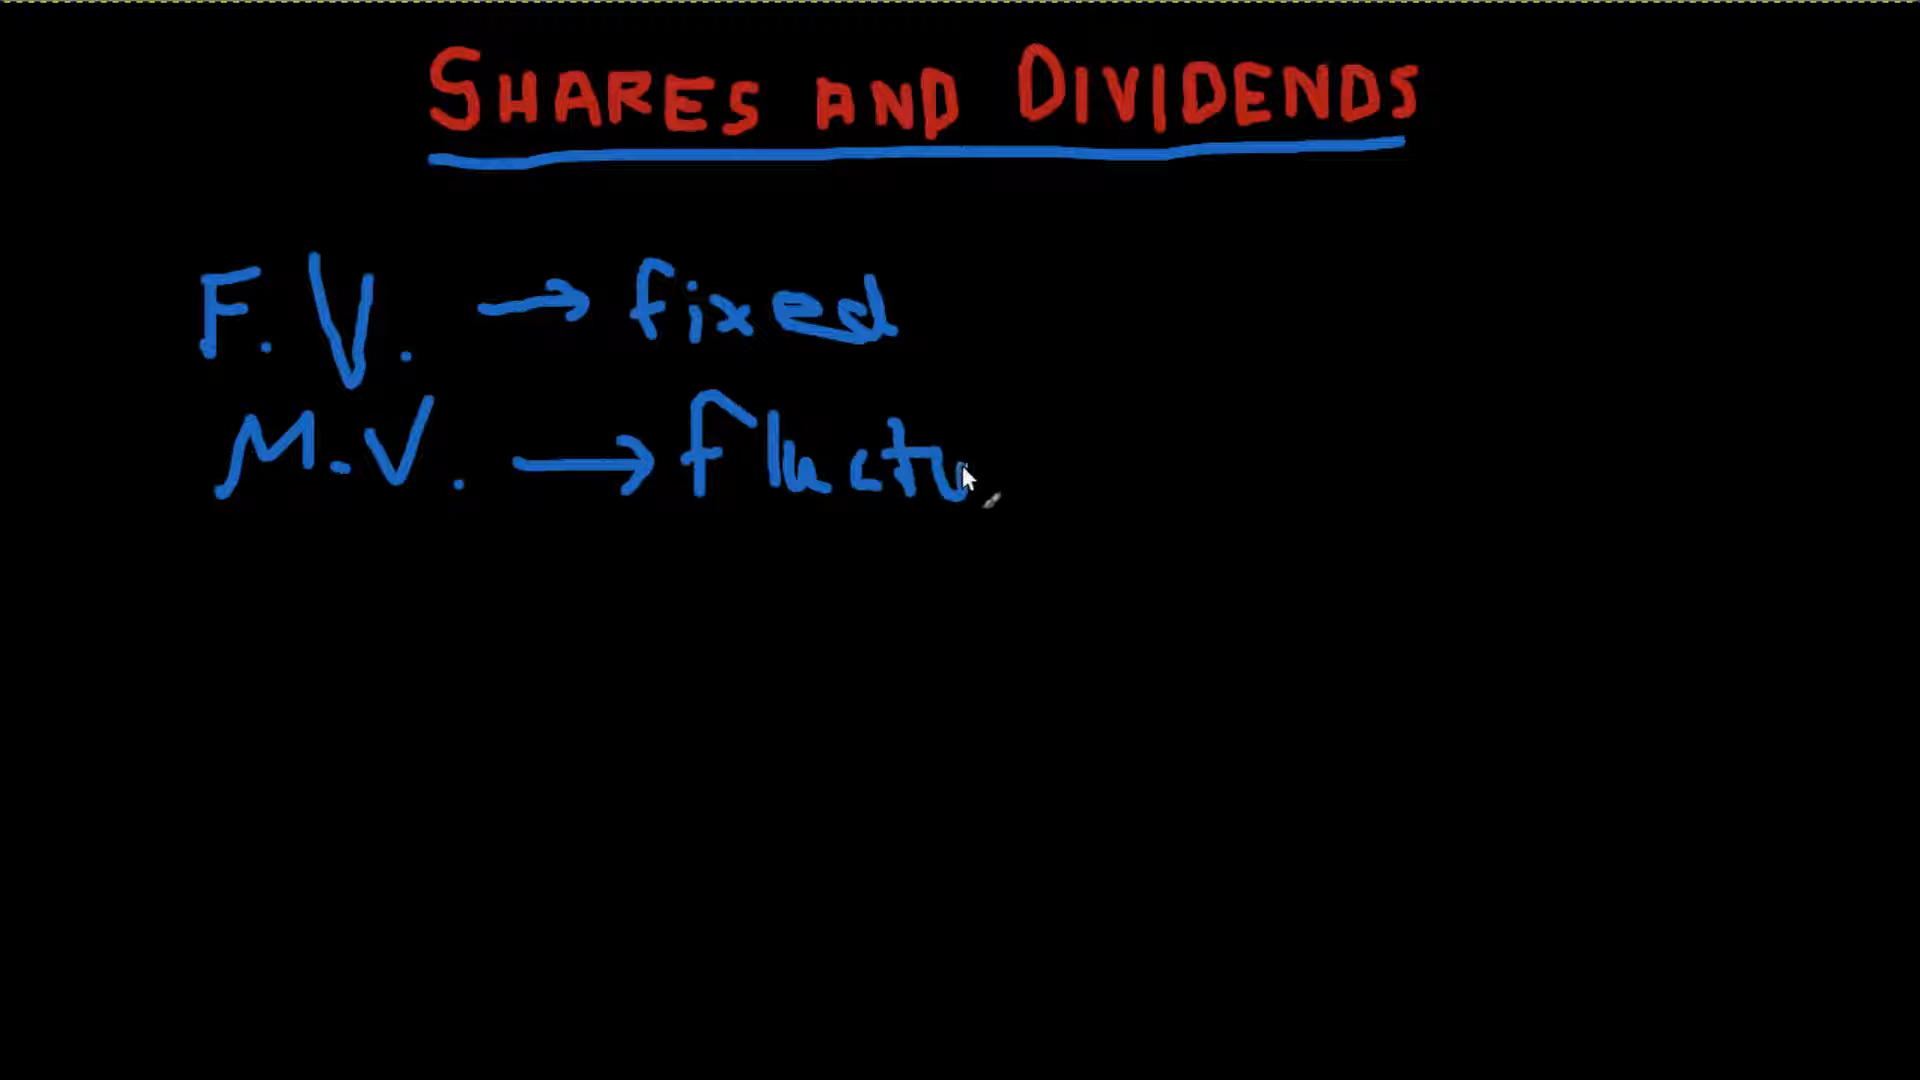 SHARES AND DIVIDENDS
F.V. → fixed
M.V. → fluctu